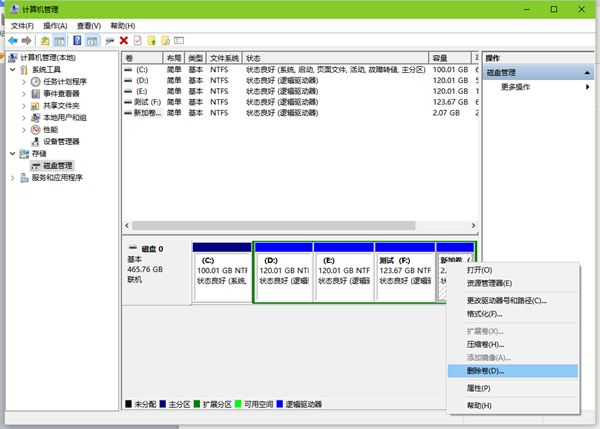 计算机管理
文件(F) 操作(A) 查看(V) 帮助(H)
计算机管理(本地)
系统工具
任务计划程序
事件查看器
共享文件夹
本地用户和组
性能
设备管理器
存储
磁盘管理
服务和应用程序
卷 布局 类型 文件系统 状态 容量
(C:) 简单 基本 NTFS 状态良好 (系统, 启动, 页面文件, 活动, 故障转储, 主分区) 100.01 GB 6
(D:) 简单 基本 NTFS 状态良好 (逻辑驱动器) 120.01 GB 5
(E:) 简单 基本 NTFS 状态良好 (逻辑驱动器) 120.01 GB 1
测试 (F:) 简单 基本 NTFS 状态良好 (逻辑驱动器) 123.67 GB 6
新加卷... 简单 基本 NTFS 状态良好 (逻辑驱动器) 2.07 GB 2
操作
磁盘管理
更多操作
磁盘 0
基本
465.76 GB
联机
(C:)
100.01 GB NTF
状态良好 (系统,
(D:)
120.01 GB NTF
状态良好 (逻辑
(E:)
120.01 GB NTF
状态良好 (逻辑
测试 (F:)
123.67 GB NTF
状态良好 (逻辑
新加卷 (
2.
状
打开(O)
资源管理器(E)
更改驱动器号和路径(C)...
格式化(F)...
扩展卷(X)...
压缩卷(H)...
添加镜像(A)...
删除卷(D)...
属性(P)
帮助(H)
未分配 主分区 扩展分区 可用空间 逻辑驱动器